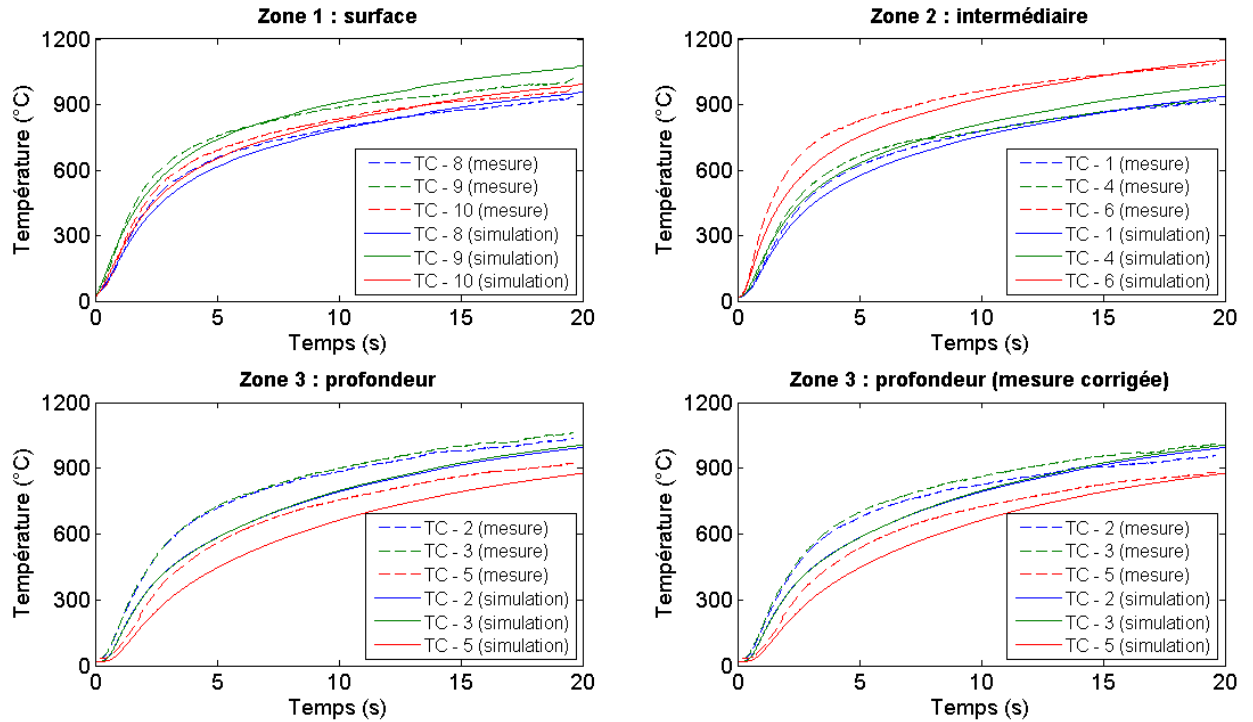 Zone 1 : surface
1200
900
600
300
0
Température (°C)
TC - 8 (mesure)
TC - 9 (mesure)
TC - 10 (mesure)
TC - 8 (simulation)
TC - 9 (simulation)
TC - 10 (simulation)
0 5 10 15 20
Temps (s)
Zone 2 : intermédiaire
1200
900
600
300
0
Température (°C)
TC - 1 (mesure)
TC - 4 (mesure)
TC - 6 (mesure)
TC - 1 (simulation)
TC - 4 (simulation)
TC - 6 (simulation)
0 5 10 15 20
Temps (s)
Zone 3 : profondeur
1200
900
600
300
0
Température (°C)
TC - 2 (mesure)
TC - 3 (mesure)
TC - 5 (mesure)
TC - 2 (simulation)
TC - 3 (simulation)
TC - 5 (simulation)
0 5 10 15 20
Temps (s)
Zone 3 : profondeur (mesure corrigée)
1200
900
600
300
0
Température (°C)
TC - 2 (mesure)
TC - 3 (mesure)
TC - 5 (mesure)
TC - 2 (simulation)
TC - 3 (simulation)
TC - 5 (simulation)
0 5 10 15 20
Temps (s)